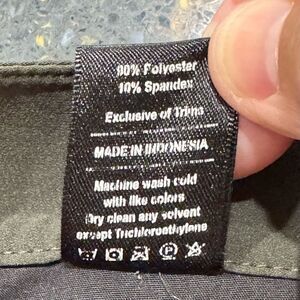 90% Polyester
10% Spandex
Exclusive of Trims
MADE IN INDONESIA
Machine wash cold
with like colors
Dry clean any solvent
except Trichloroethylene